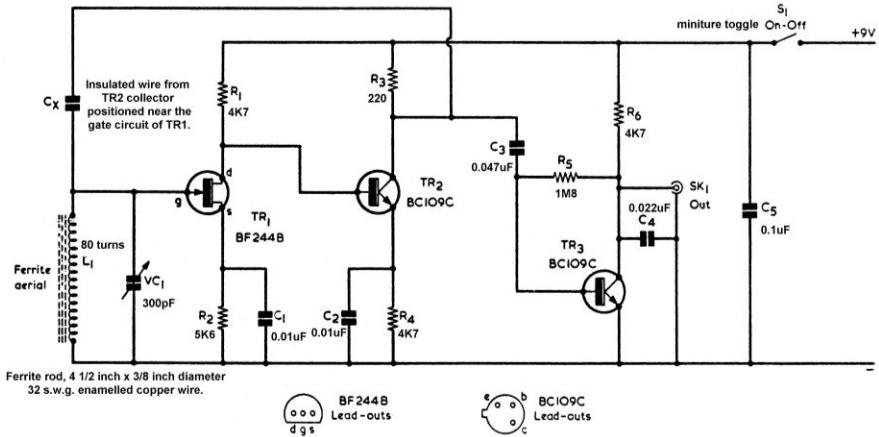 S1
miniture toggle On-Off
+9V
Insulated wire from
TR2 collector
positioned near the
gate circuit of TR1.
CX
R1
4K7
R3
220
R6
4K7
C3
0.047uF
R5
1M8
d
g
s
TR1
BF244B
TR2
BC109C
SK1
Out
0.022uF
C4
C5
0.1uF
TR3
BC109C
80 turns
L1
Ferrite
aerial
VC1
300pF
R2
5K6
C1
0.01uF
C2
0.01uF
R4
4K7
−
Ferrite rod, 4 1/2 inch x 3/8 inch diameter
32 s.w.g. enamelled copper wire.
BF244B
Lead-outs
d g s
e b
c
BC109C
Lead-outs